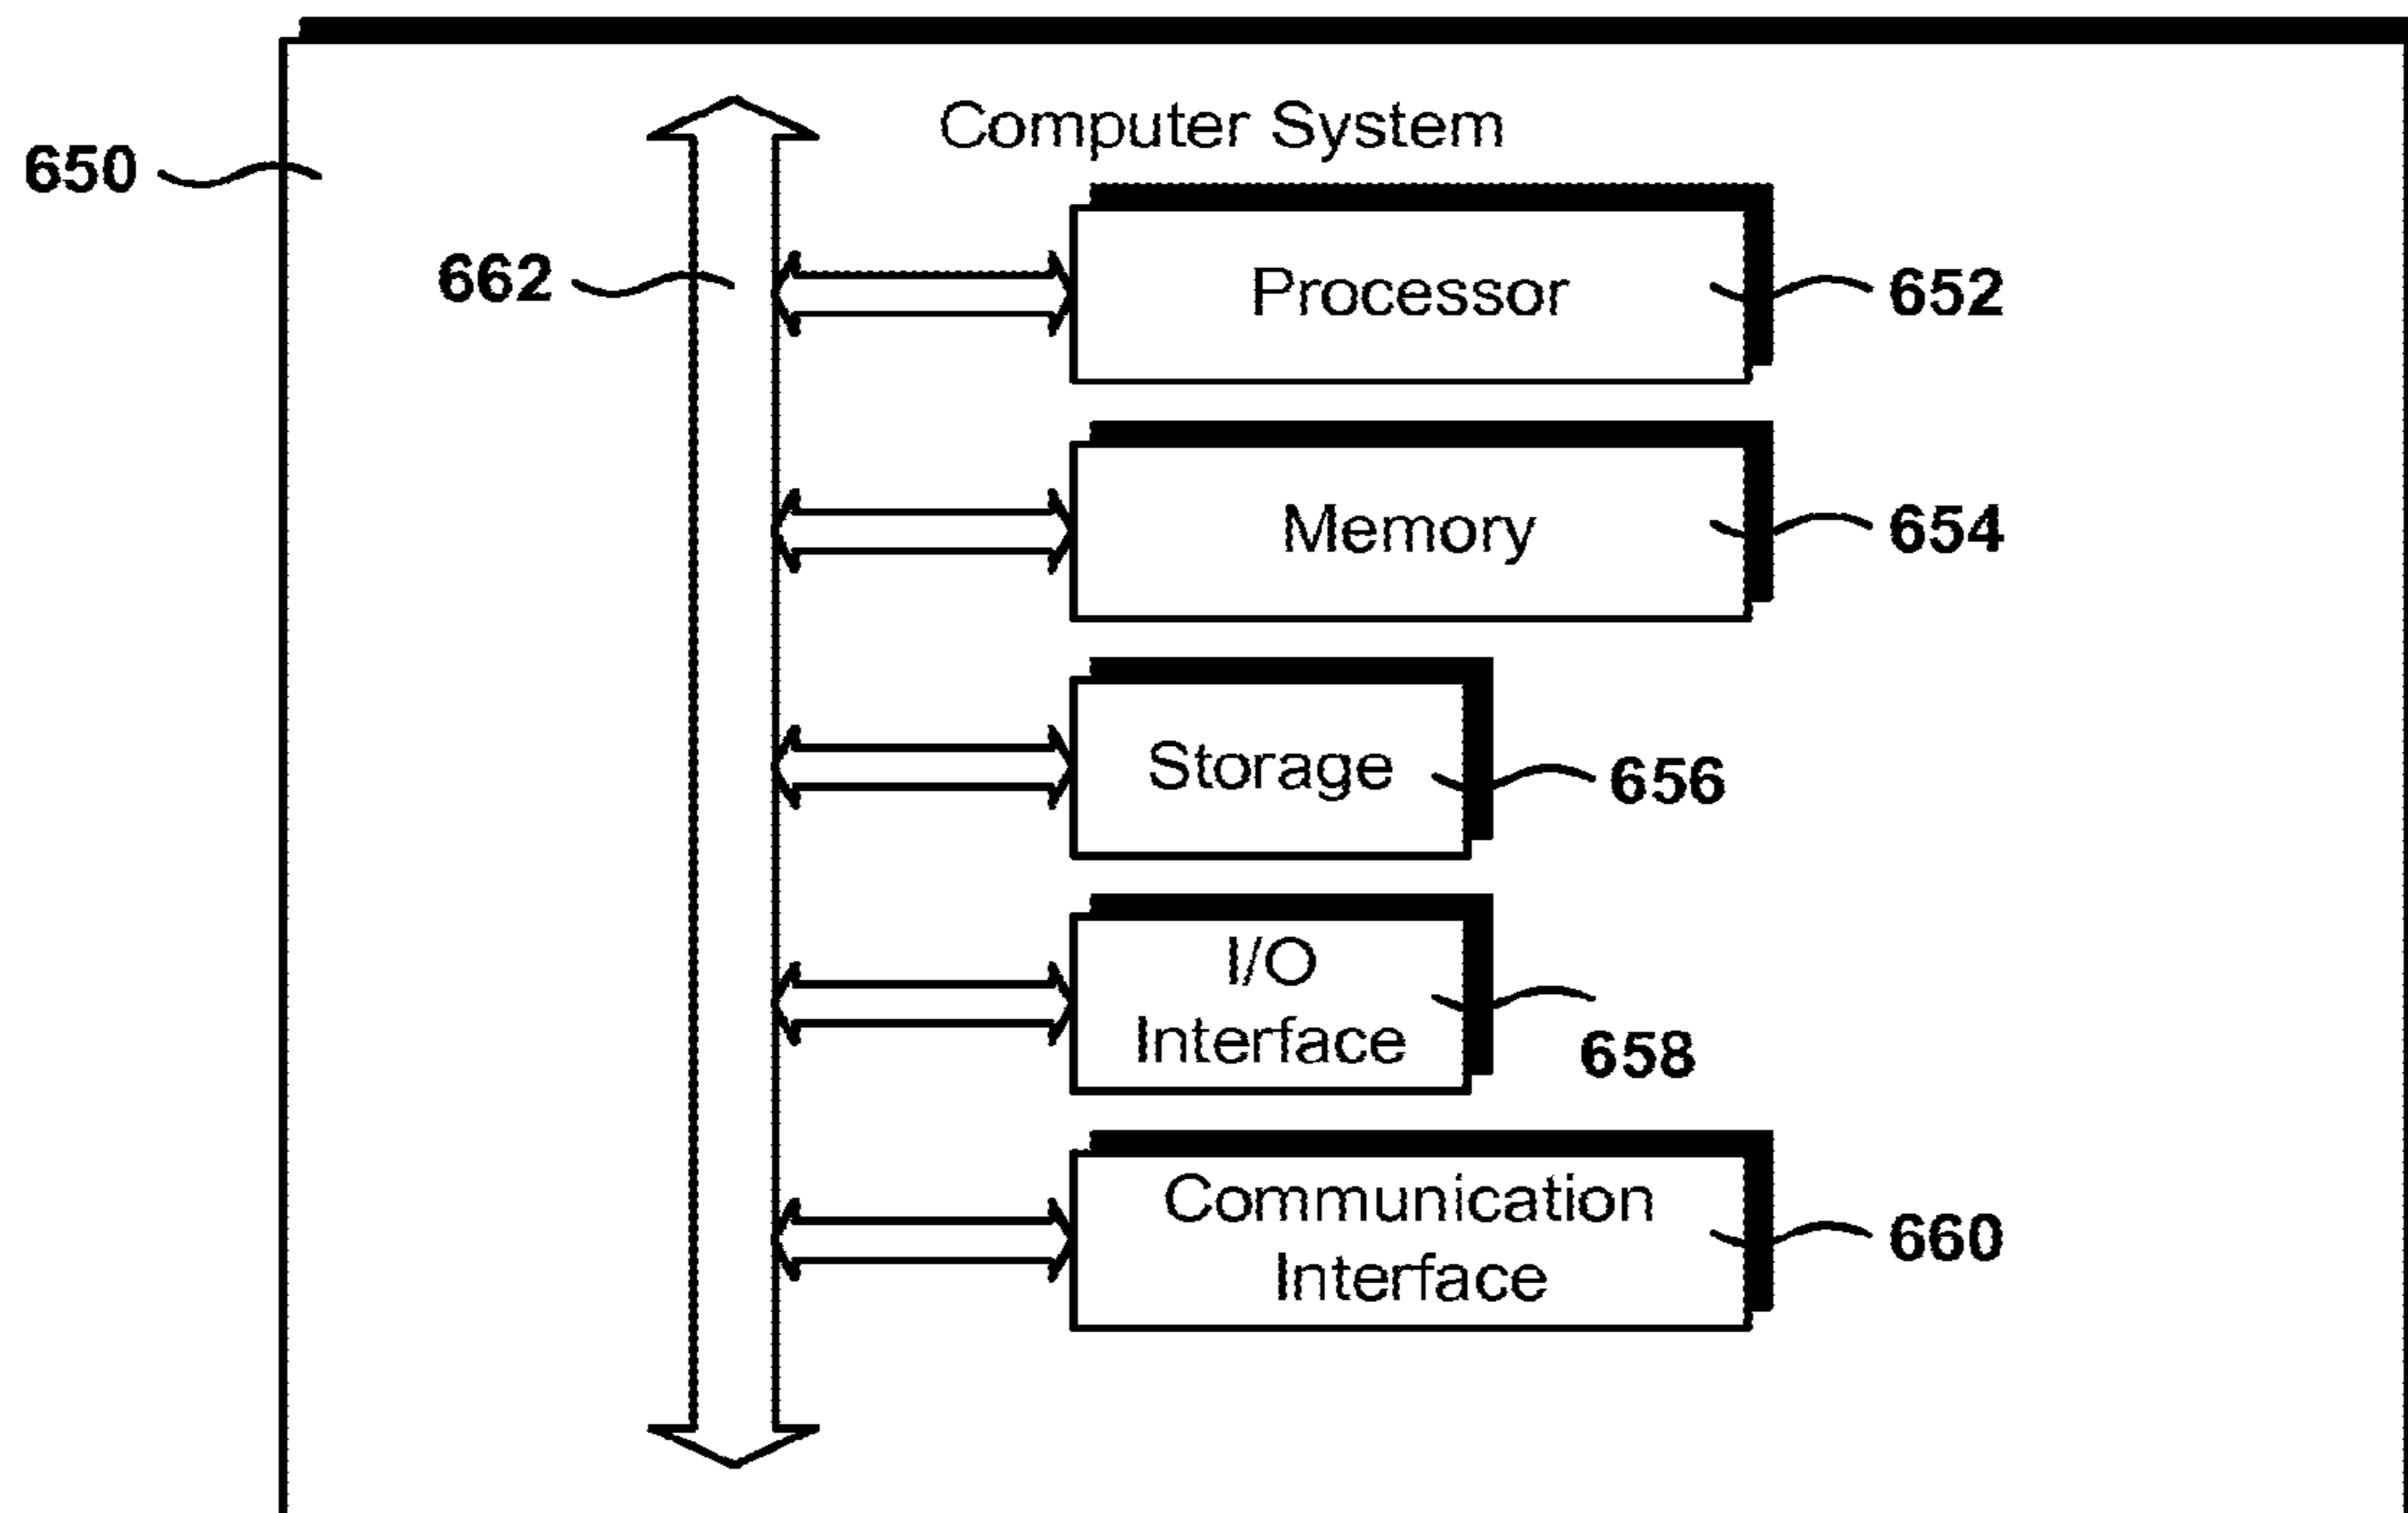 Computer System
650
662
Processor
652
Memory
654
Storage
656
I/O
Interface
658
Communication
Interface
660